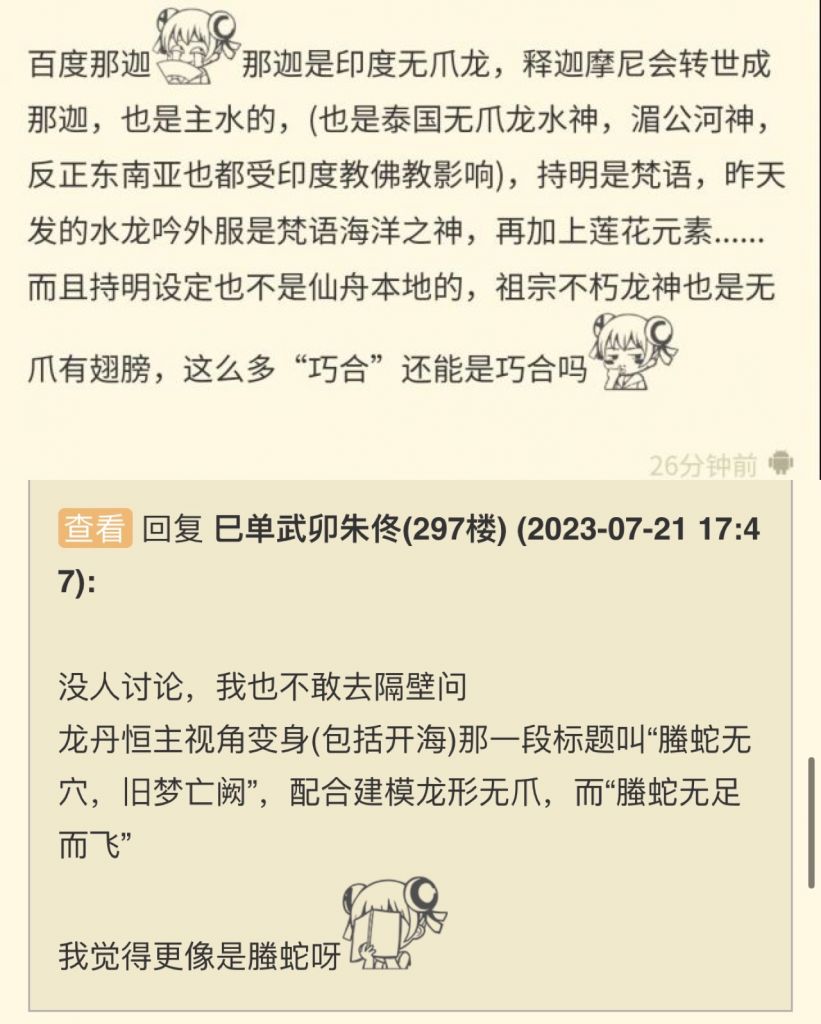 百度那迦 那迦是印度无爪龙，释迦摩尼会转世成
那迦，也是主水的，(也是泰国无爪龙水神，湄公河神，
反正东南亚也都受印度教佛教影响)，持明是梵语，昨天
发的水龙吟外服是梵语海洋之神，再加上莲花元素……
而且持明设定也不是仙舟本地的，祖宗不朽龙神也是无
爪有翅膀，这么多“巧合”还能是巧合吗
26分钟前
查看 回复 巳单武卯朱佟(297楼) (2023-07-21 17:4
7):
没人讨论，我也不敢去隔壁问
龙丹恒主视角变身(包括开海)那一段标题叫“螣蛇无
穴，旧梦亡阙”，配合建模龙形无爪，而“螣蛇无足
而飞”
我觉得更像是螣蛇呀